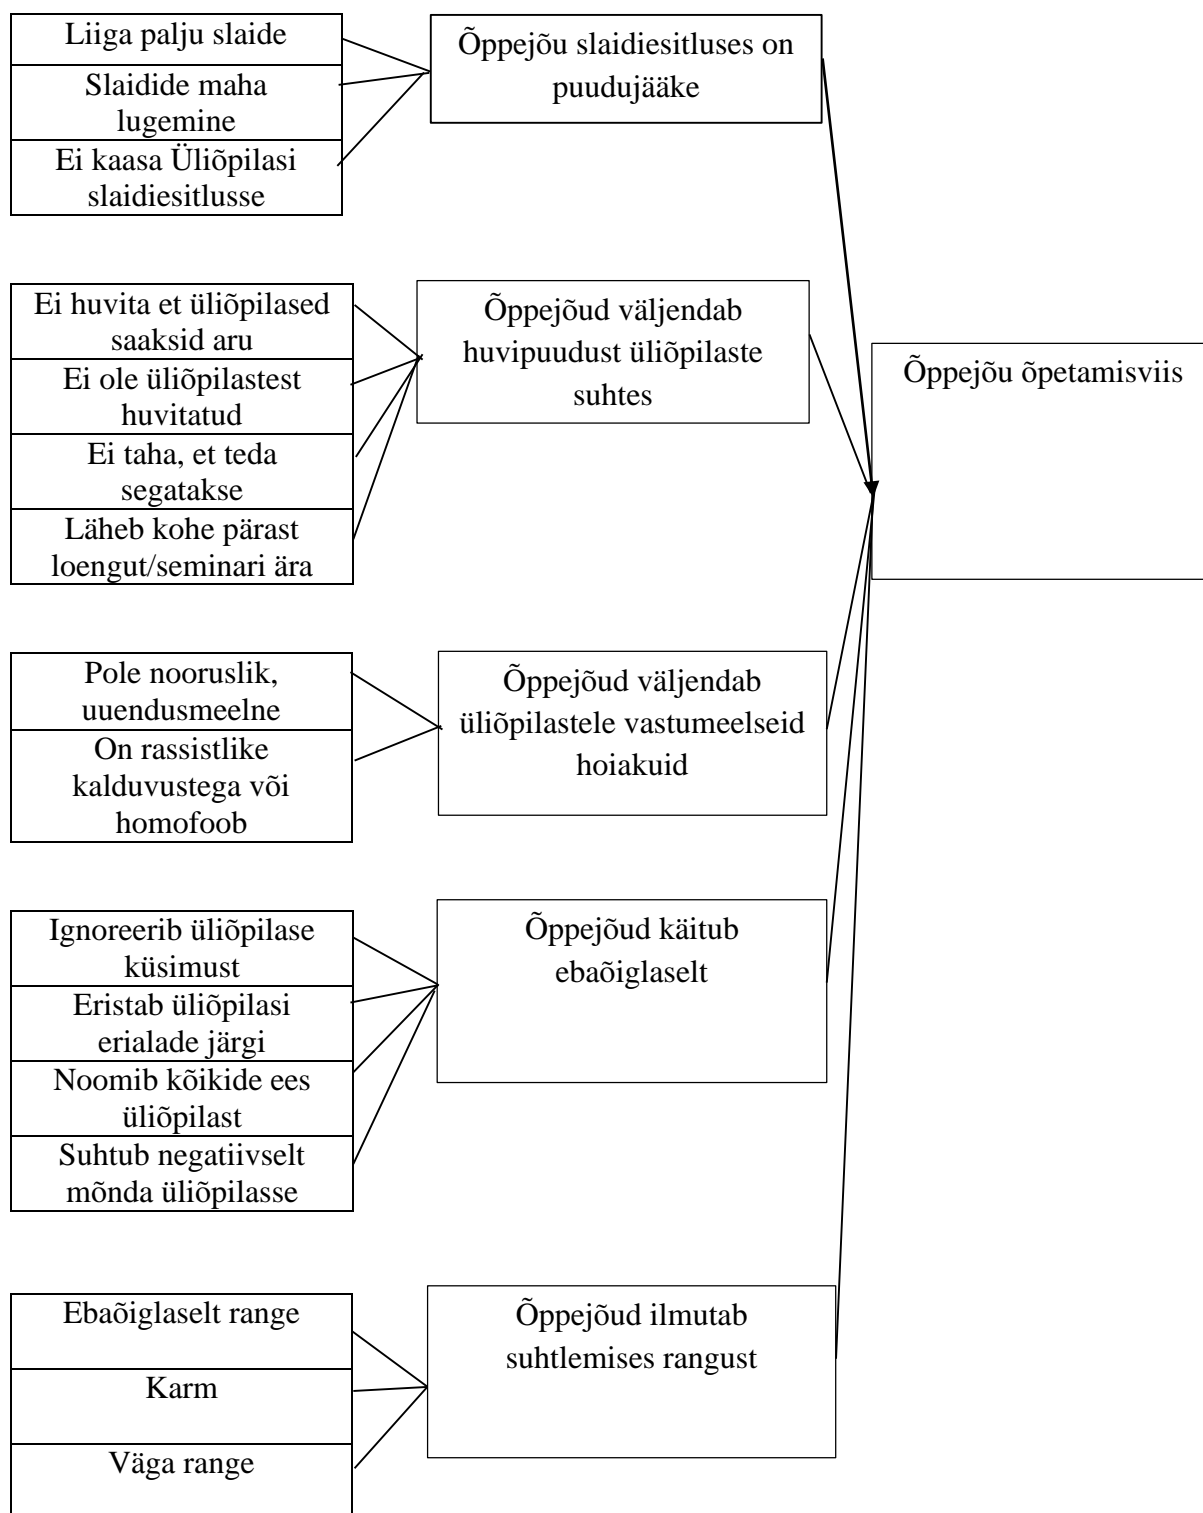 Liiga palju slaide
Slaidide maha
lugemine
Ei kaasa Üliõpilasi
slaidiesitlusse
Õppejõu slaidiesitluses on
puudujääke
Ei huvita et üliõpilased
saaksid aru
Ei ole üliõpilastest
huvitatud
Ei taha, et teda
segatakse
Läheb kohe pärast
loengut/seminari ära
Õppejõud väljendab
huvipuudust üliõpilaste
suhtes
Õppejõu õpetamisviis
Pole nooruslik,
uuendusmeelne
On rassistlike
kalduvustega või
homofoob
Õppejõud väljendab
üliõpilastele vastumeelseid
hoiakuid
Ignoreerib üliõpilase
küsimust
Eristab üliõpilasi
erialade järgi
Noomib kõikide ees
üliõpilast
Suhtub negatiivselt
mõnda üliõpilasse
Õppejõud käitub
ebaõiglaselt
Ebaõiglaselt range
Karm
Väga range
Õppejõud ilmutab
suhtlemises rangust